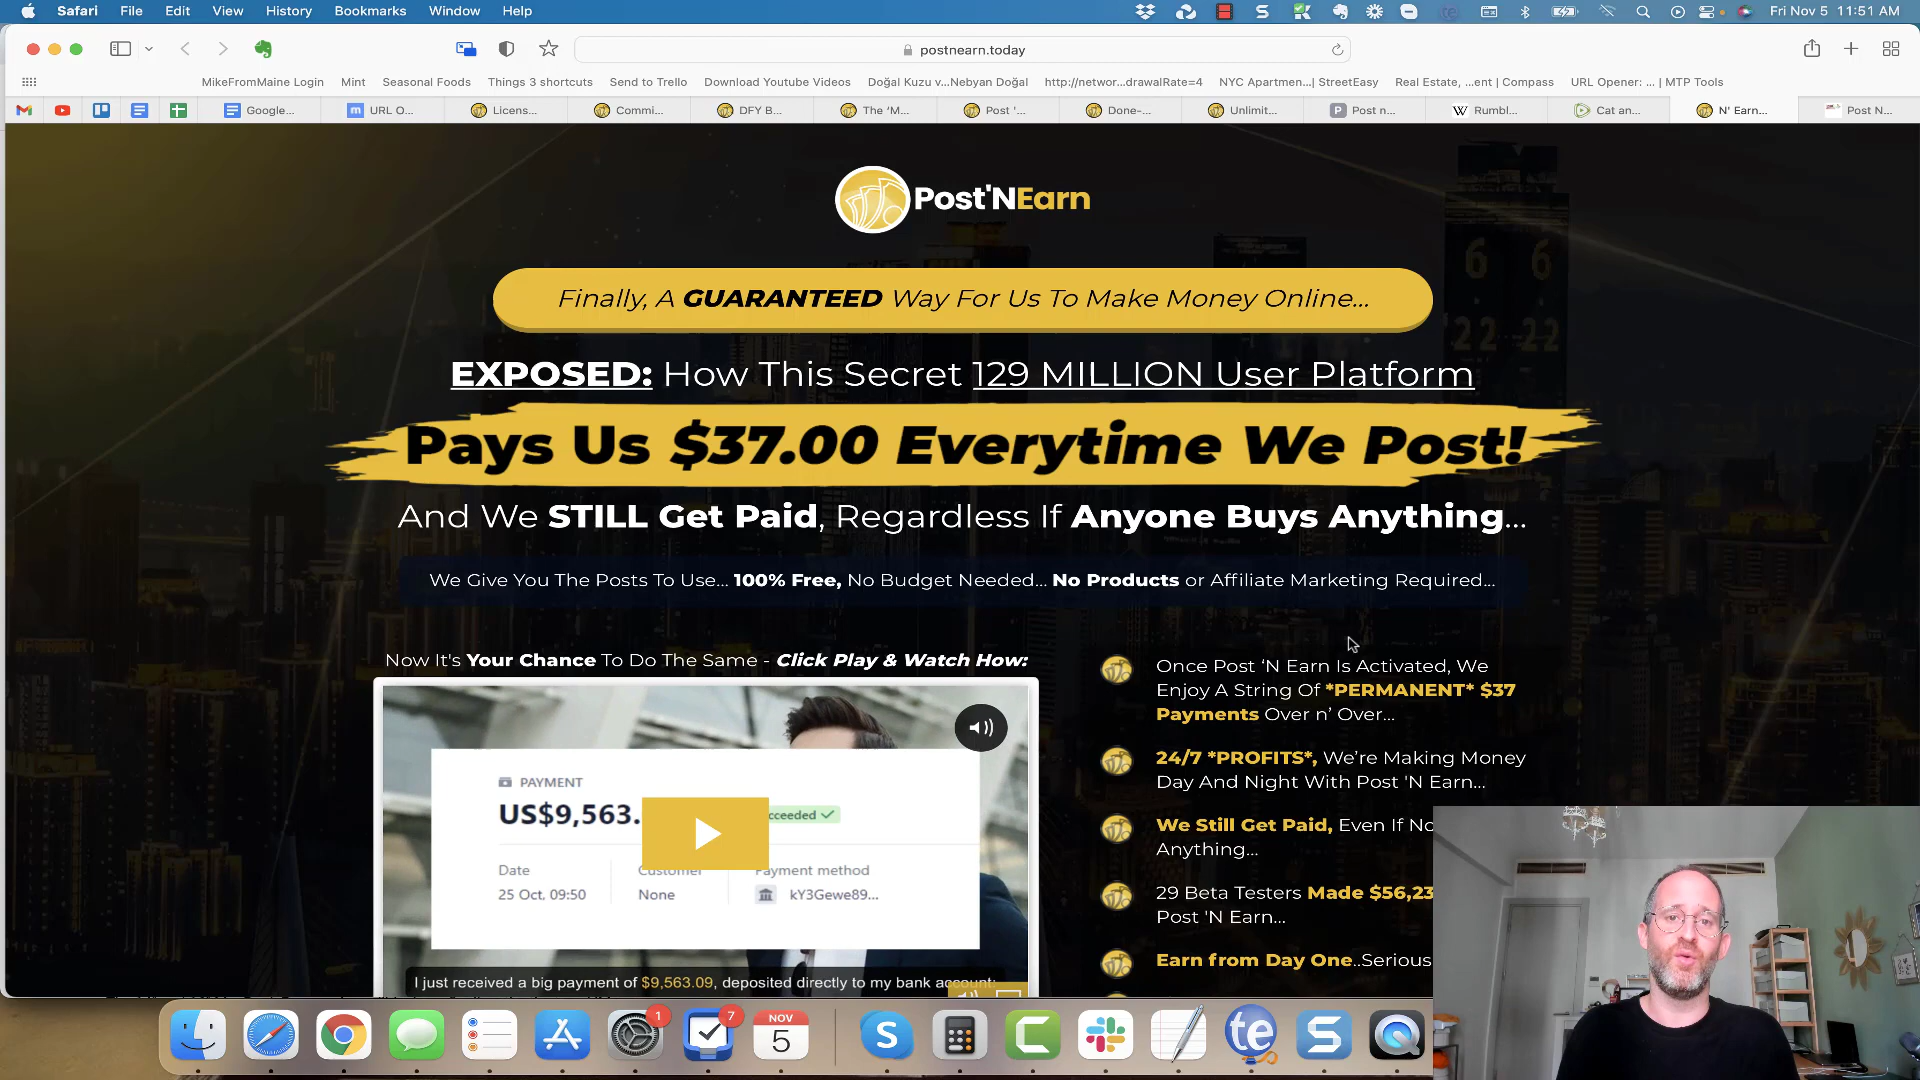 Safari File Edit View History Bookmarks Window Help
Fri Nov 5 11:51 AM
postnearn.today
MikeFromMaine Login Mint Seasonal Foods Things 3 shortcuts Send to Trello Download Youtube Videos Doğal Kuzu v...Nebyan Doğal http://networ...drawalRate=4 NYC Apartmen...| StreetEasy Real Estate, ...ent | Compass URL Opener: ... | MTP Tools
Google... URL O... Licens... Commi... DFY B... The 'M... Post '... Done-... Unlimit... Post n... Rumbl... Cat an... N' Earn... Post N...
Post'NEarn
Finally, A GUARANTEED Way For Us To Make Money Online...
6 6
22 22
EXPOSED: How This Secret 129 MILLION User Platform
Pays Us $37.00 Everytime We Post!
And We STILL Get Paid, Regardless If Anyone Buys Anything...
We Give You The Posts To Use... 100% Free, No Budget Needed... No Products or Affiliate Marketing Required...
Now It's Your Chance To Do The Same - Click Play & Watch How:
PAYMENT
US$9,563.
cceeded
Date
25 Oct, 09:50
Customer
None
Payment method
kY3Gewe89...
I just received a big payment of $9,563.09, deposited directly to my bank account:
Once Post ‘N Earn Is Activated, We
Enjoy A String Of *PERMANENT* $37
Payments Over n’ Over...
24/7 *PROFITS*, We’re Making Money
Day And Night With Post 'N Earn...
We Still Get Paid, Even If No
Anything...
29 Beta Testers Made $56,23
Post 'N Earn...
Earn from Day One..Serious
1
7
NOV
5
S
C
te
S